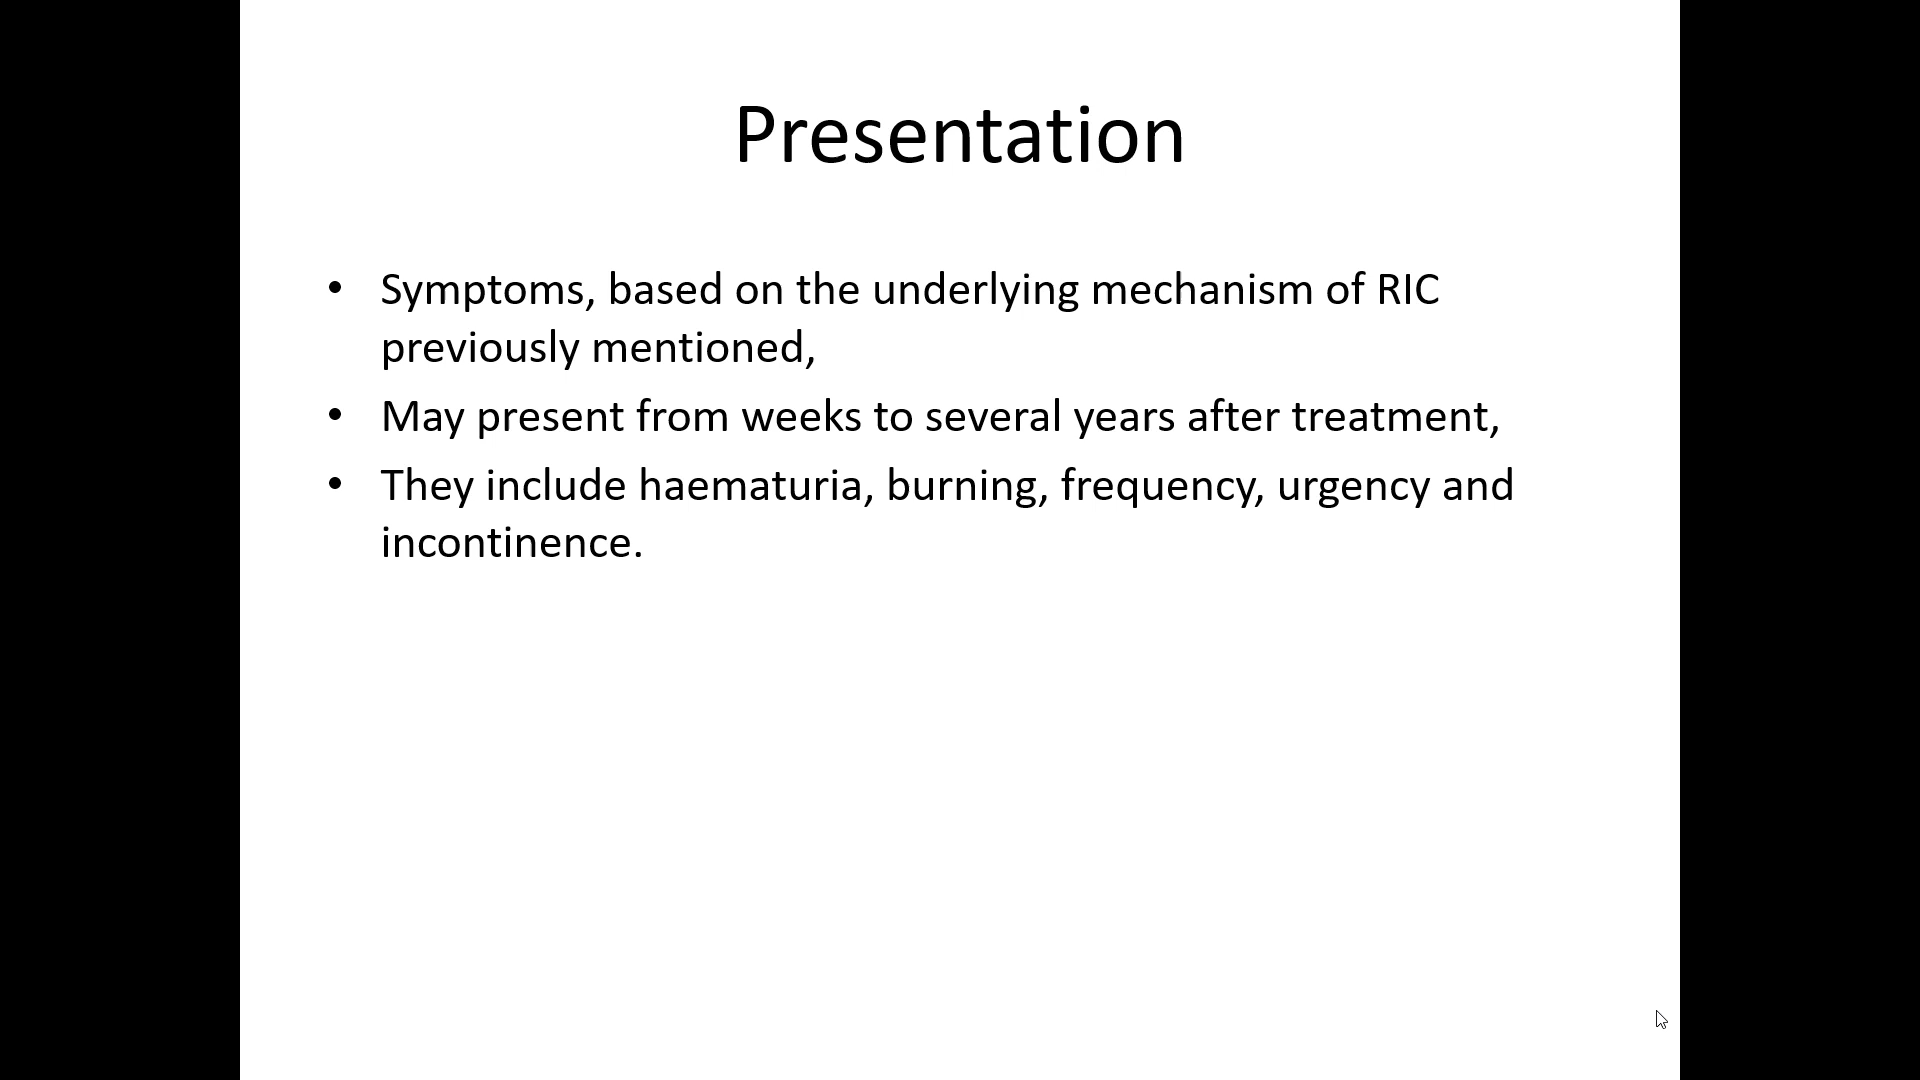 Presentation
• Symptoms, based on the underlying mechanism of RIC
previously mentioned,
• May present from weeks to several years after treatment,
• They include haematuria, burning, frequency, urgency and
incontinence.